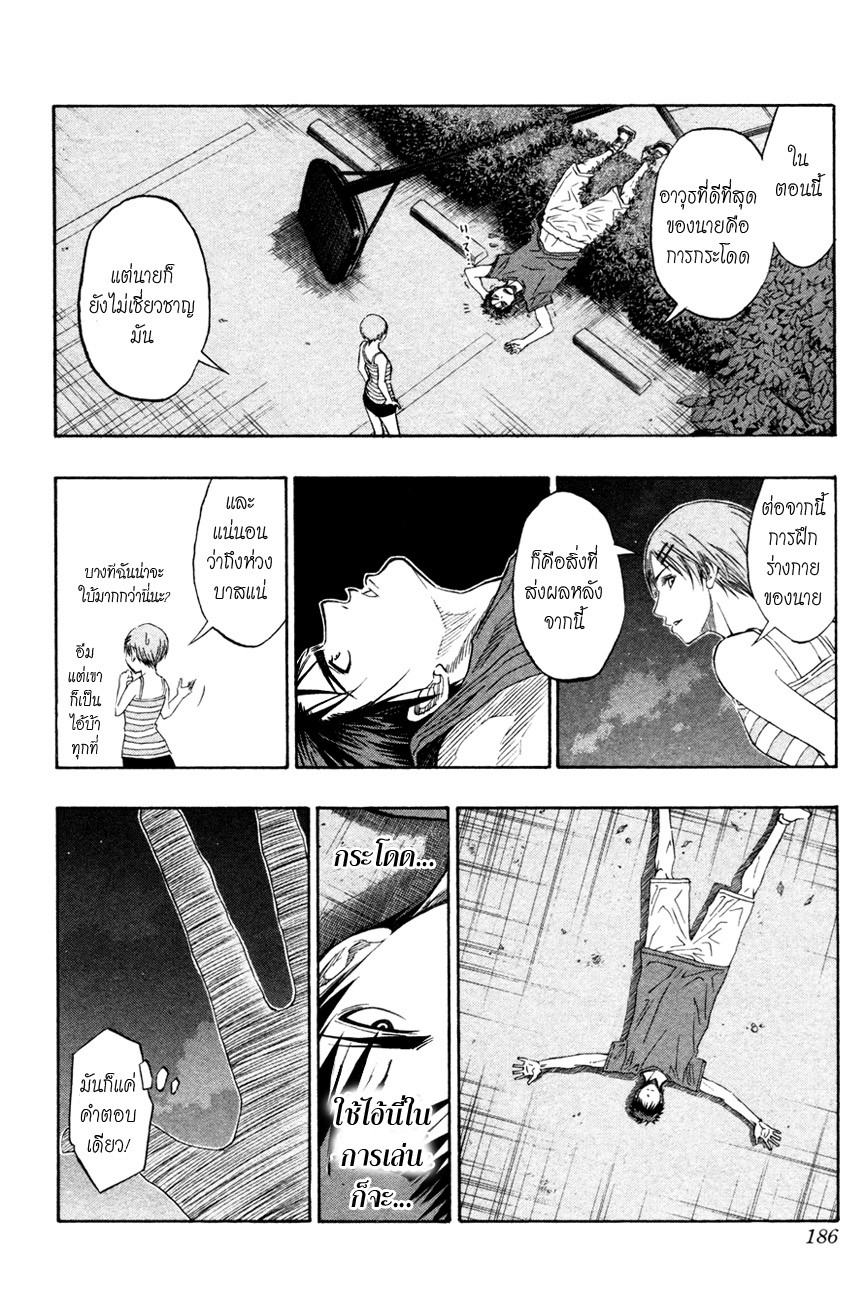 ใน
ตอนนี้
อาวุธที่ดีที่สุด
ของนายคือ
การกระโดด
いて…
แต่นายก็
ยังไม่เชี่ยวชาญ
มัน
ต่อจากนี้
การฝึก
ร่างกาย
ของนาย
ก็คือสิ่งที่
ส่งผลหลัง
จากนี้
และ
แน่นอน
ว่าถึงห่วง
บาสแน่
บางทีฉันน่าจะ
ใบ้มากกว่านี่นะ?
อืม
แต่เขา
ก็เป็น
ไอ้บ้า
ทุกที่
กระโดด...
ใช้ไอ้นี่ใน
การเล่น
ก็จะ...
มันก็แค่
คำตอบ
เดียว!
186